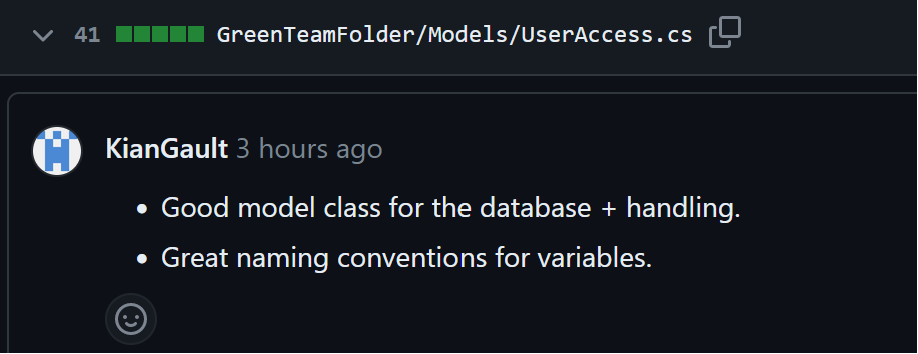 41 GreenTeamFolder/Models/UserAccess.cs
KianGault 3 hours ago
• Good model class for the database + handling.
• Great naming conventions for variables.